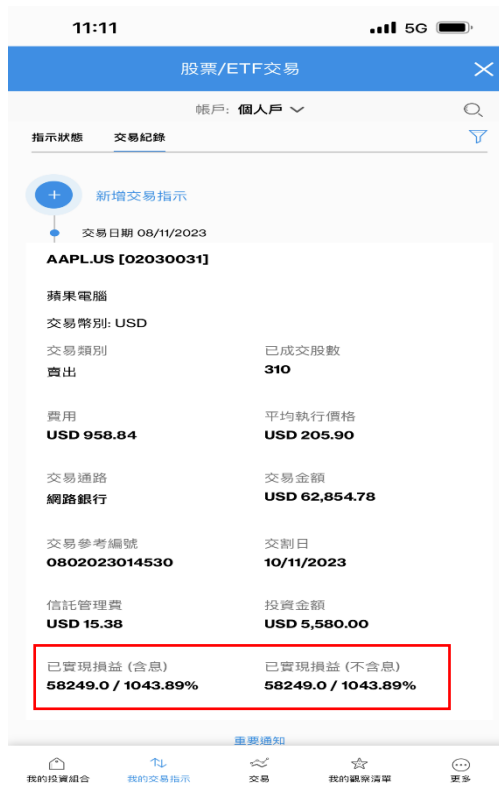 11:11 5G
股票/ETF交易
帳戶: 個人戶
指示狀態 交易紀錄
新增交易指示
交易日期 08/11/2023
AAPL.US [02030031]
蘋果電腦
交易幣別: USD
交易類別 已成交股數
賣出 310
費用 平均執行價格
USD 958.84 USD 205.90
交易通路 交易金額
網路銀行 USD 62,854.78
交易參考編號 交割日
0802023014530 10/11/2023
信託管理費 投資金額
USD 15.38 USD 5,580.00
已實現損益 (含息) 已實現損益 (不含息)
58249.0 / 1043.89% 58249.0 / 1043.89%
重要通知
我的投資組合 我的交易指示 交易 我的觀察清單 更多